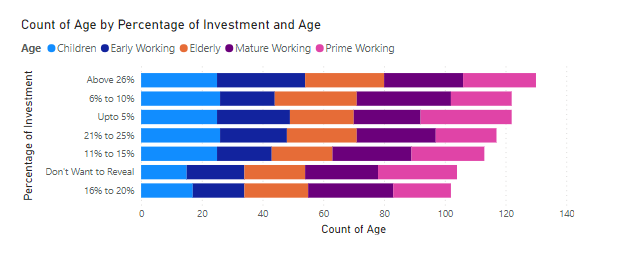 Count of Age by Percentage of Investment and Age
Age Children Early Working Elderly Mature Working Prime Working
Percentage of Investment
Above 26%
6% to 10%
Upto 5%
21% to 25%
11% to 15%
Don't Want to Reveal
16% to 20%
0 20 40 60 80 100 120 140
Count of Age